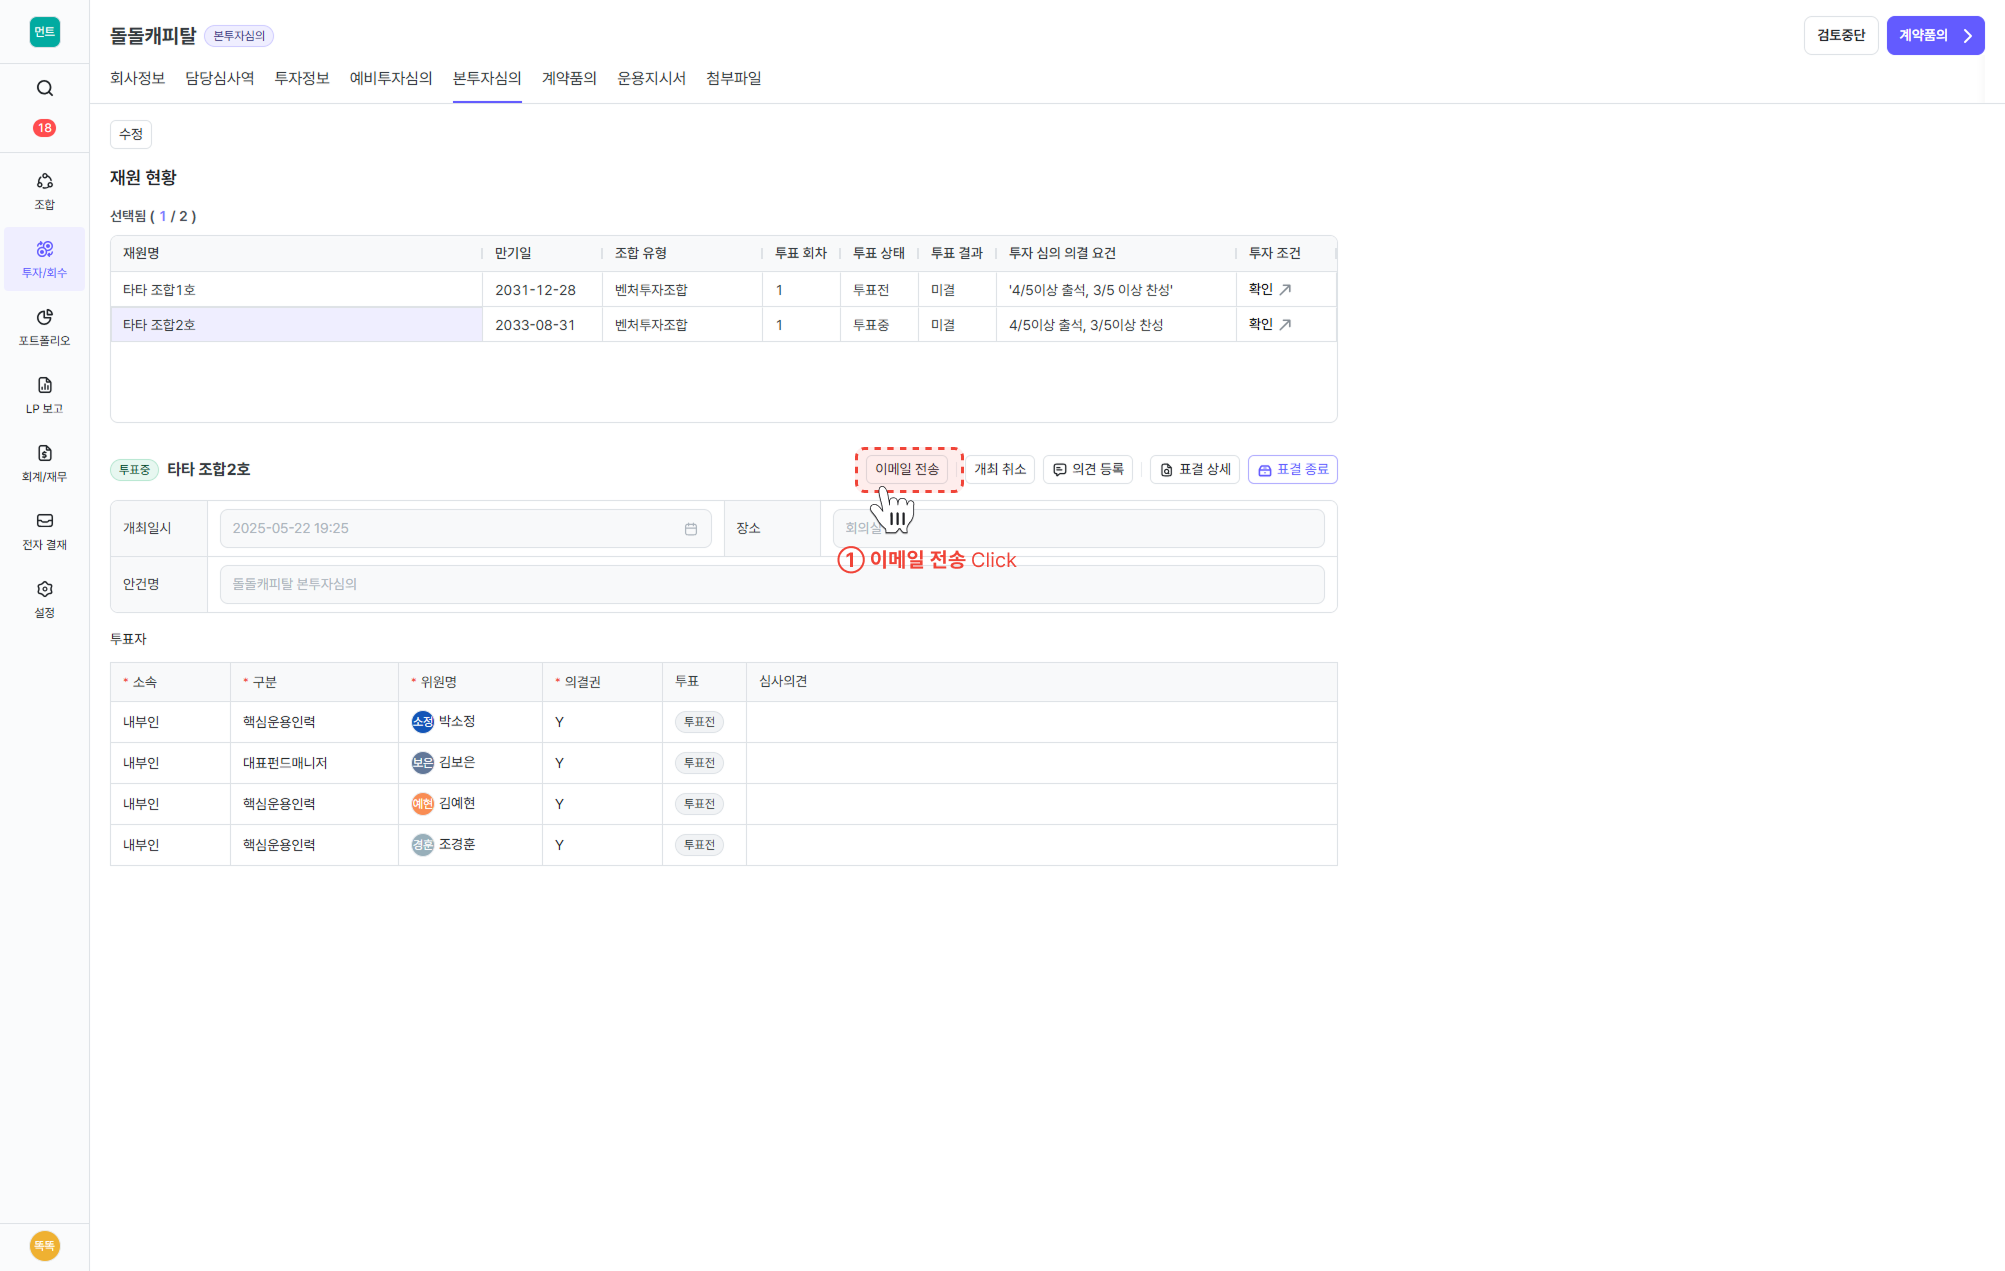 먼트
돌돌캐피탈 본투자심의
검토중단 계약품의
회사정보 담당심사역 투자정보 예비투자심의 본투자심의 계약품의 운용지시서 첨부파일
18
조합
투자/회수
포트폴리오
LP 보고
회계/재무
전자 결재
설정
똑똑
수정
재원 현황
선택됨 ( 1 / 2 )
재원명 만기일 조합 유형 투표 회차 투표 상태 투표 결과 투자 심의 의결 요건 투자 조건
타타 조합1호 2031-12-28 벤처투자조합 1 투표전 미결 '4/5이상 출석, 3/5 이상 찬성' 확인
타타 조합2호 2033-08-31 벤처투자조합 1 투표중 미결 4/5이상 출석, 3/5이상 찬성 확인
투표중 타타 조합2호 이메일 전송 개최 취소 의견 등록 표결 상세 표결 종료
개최일시 2025-05-22 19:25 장소 회의실
① 이메일 전송 Click
안건명 돌돌캐피탈 본투자심의
투표자
* 소속 * 구분 * 위원명 * 의결권 투표 심사의견
내부인 핵심운용인력 소정 박소정 Y 투표전
내부인 대표펀드매니저 보은 김보은 Y 투표전
내부인 핵심운용인력 예현 김예현 Y 투표전
내부인 핵심운용인력 경훈 조경훈 Y 투표전